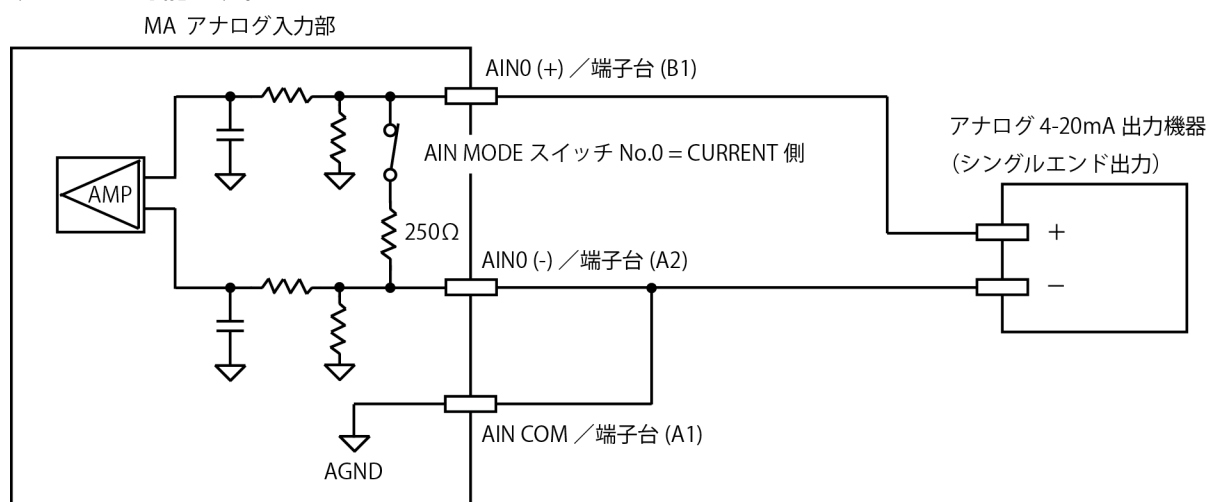 MA アナログ入力部
AIN0 (+) ／端子台 (B1)
アナログ 4-20mA 出力機器
（シングルエンド出力）
AIN MODE スイッチ No.0 = CURRENT 側
AMP
250Ω
+
AIN0 (-) ／端子台 (A2)
−
AIN COM ／端子台 (A1)
AGND